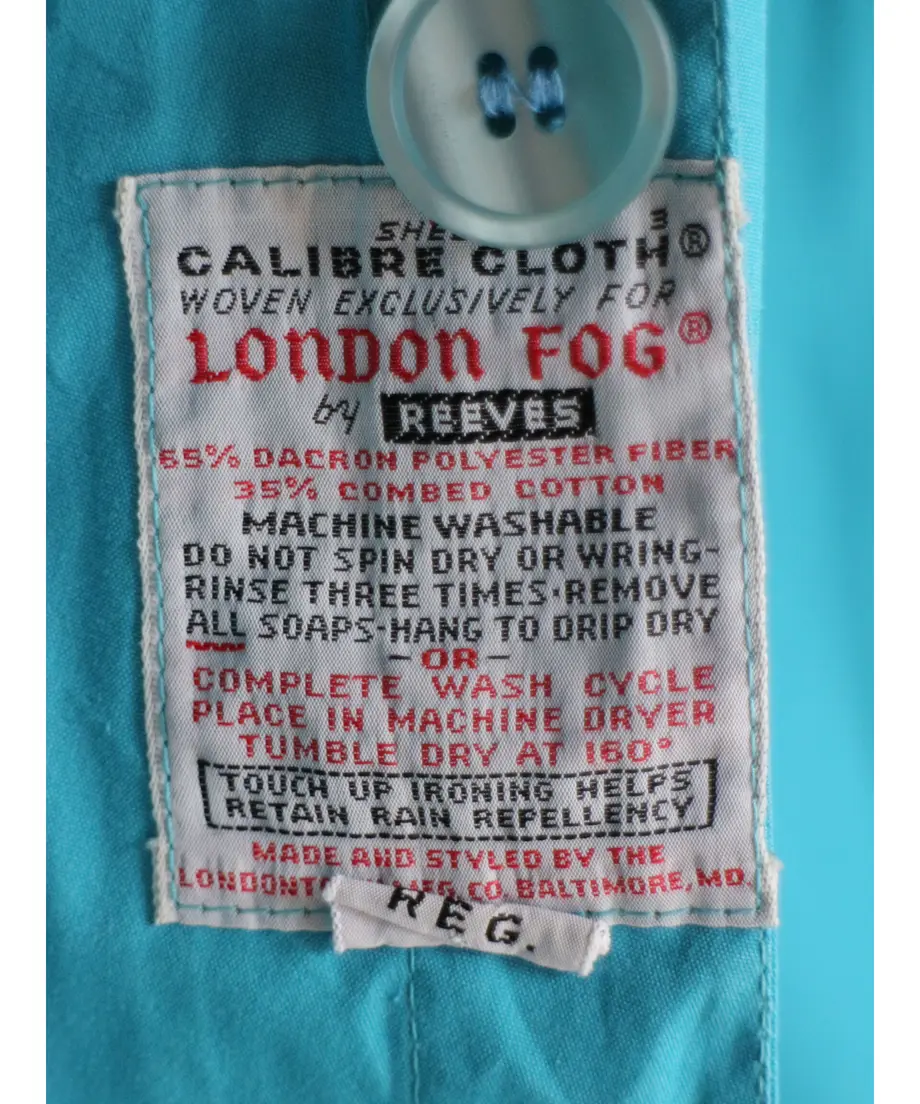 CALIBRE CLOTH®
WOVEN EXCLUSIVELY FOR
LONDON FOG®
by REEVES
65% DACRON POLYESTER FIBER
35% COMBED COTTON
MACHINE WASHABLE
DO NOT SPIN DRY OR WRING-
RINSE THREE TIMES·REMOVE
ALL SOAPS-HANG TO DRIP DRY
- OR -
COMPLETE WASH CYCLE
PLACE IN MACHINE DRYER
TUMBLE DRY AT 160°
TOUCH UP IRONING HELPS
RETAIN RAIN REPELLENCY
MADE AND STYLED BY THE
CO. BALTIMORE, MD.
REG.